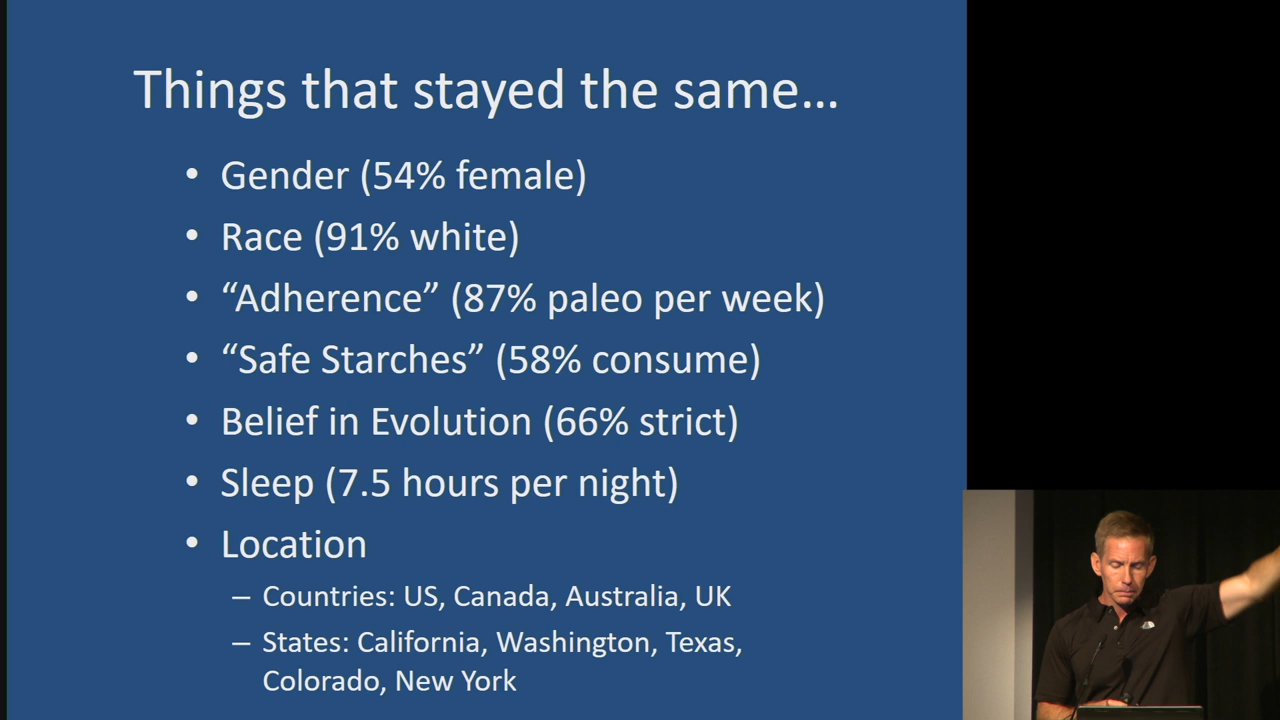 Things that stayed the same…
• Gender (54% female)
• Race (91% white)
• “Adherence” (87% paleo per week)
• “Safe Starches” (58% consume)
• Belief in Evolution (66% strict)
• Sleep (7.5 hours per night)
• Location
– Countries: US, Canada, Australia, UK
– States: California, Washington, Texas,
Colorado, New York